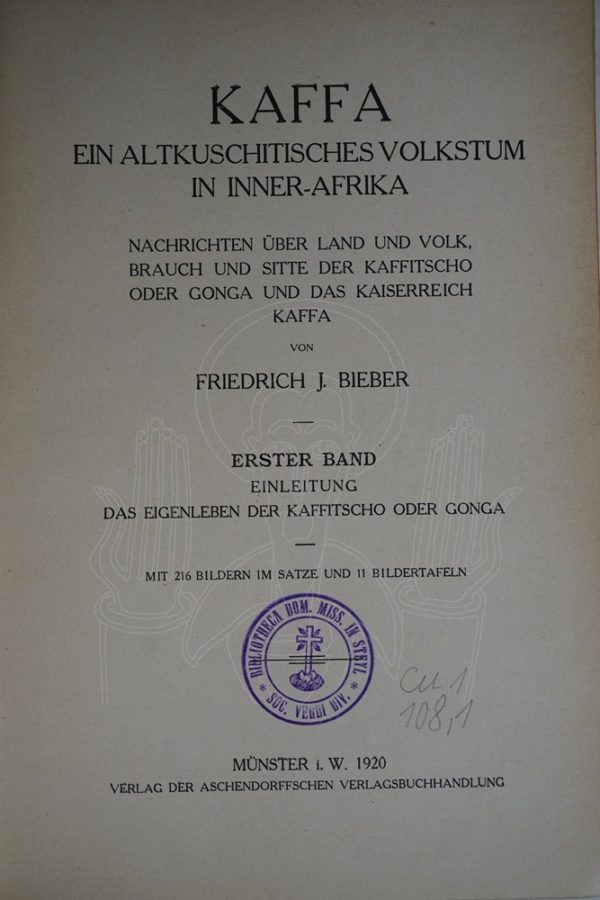 KAFFA
EIN ALTKUSCHITISCHES VOLKSTUM
IN INNER-AFRIKA
NACHRICHTEN ÜBER LAND UND VOLK,
BRAUCH UND SITTE DER KAFFITSCHO
ODER GONGA UND DAS KAISERREICH
KAFFA
VON
FRIEDRICH J. BIEBER
ERSTER BAND
EINLEITUNG
DAS EIGENLEBEN DER KAFFITSCHO ODER GONGA
MIT 216 BILDERN IM SATZE UND 11 BILDERTAFELN
BIBLIOTHECA DOM. MISS. IN STEYL
* SOC. VERBI DIV. *
CU 1
108,1
MÜNSTER i. W. 1920
VERLAG DER ASCHENDORFFSCHEN VERLAGSBUCHHANDLUNG